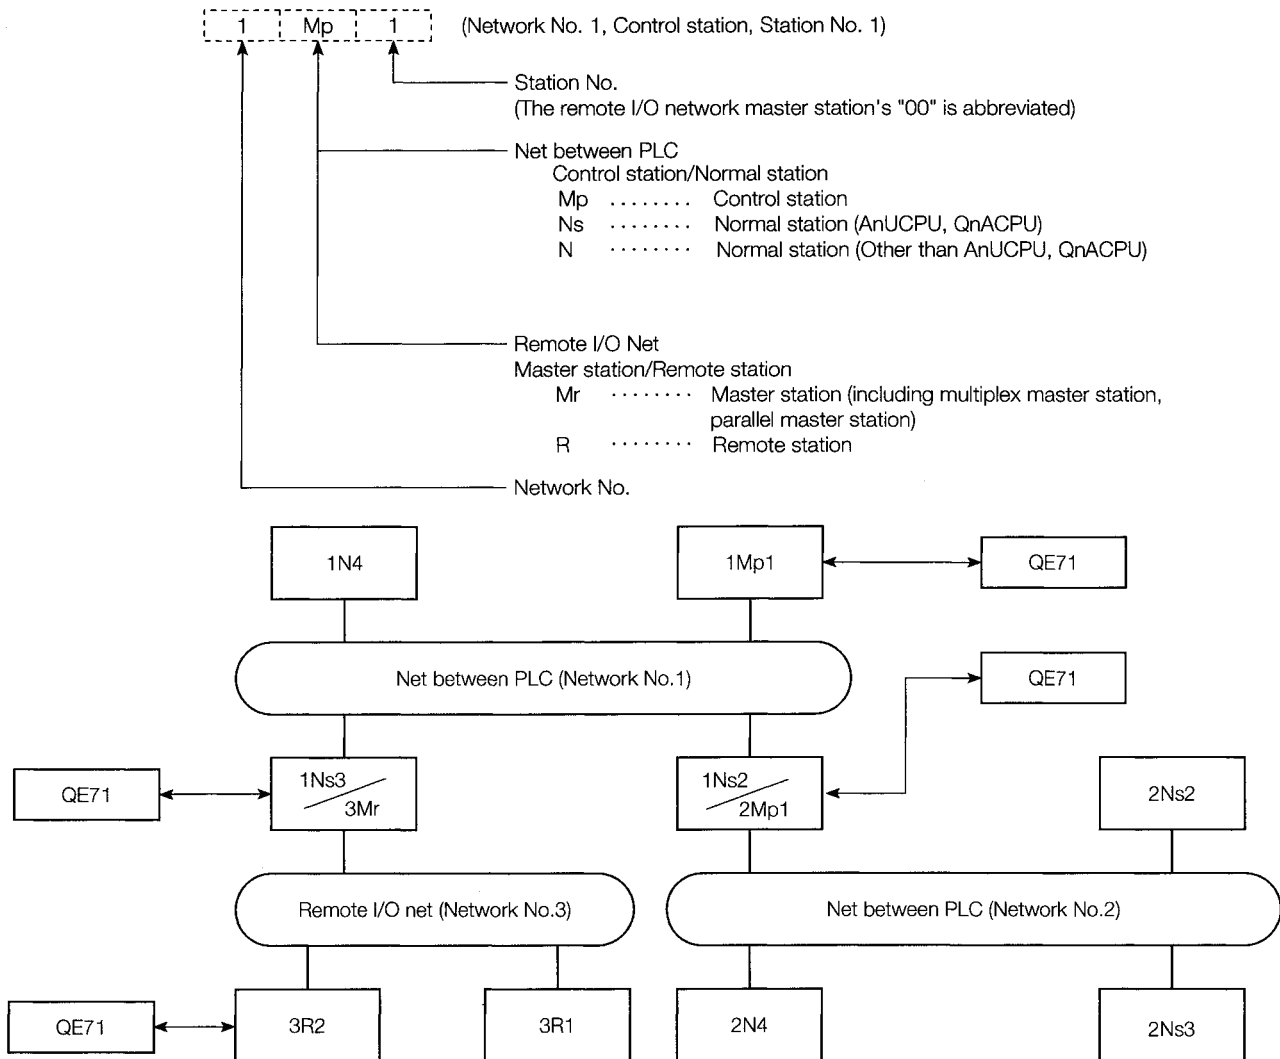 1 Mp 1 (Network No. 1, Control station, Station No. 1)
Station No.
(The remote I/O network master station's "00" is abbreviated)
Net between PLC
Control station/Normal station
Mp ........ Control station
Ns ........ Normal station (AnUCPU, QnACPU)
N ........ Normal station (Other than AnUCPU, QnACPU)
Remote I/O Net
Master station/Remote station
Mr ........ Master station (including multiplex master station,
parallel master station)
R ........ Remote station
Network No.
1N4
1Mp1
QE71
Net between PLC (Network No.1)
QE71
QE71
1Ns3
3Mr
1Ns2
2Mp1
2Ns2
Remote I/O net (Network No.3)
Net between PLC (Network No.2)
QE71
3R2
3R1
2N4
2Ns3